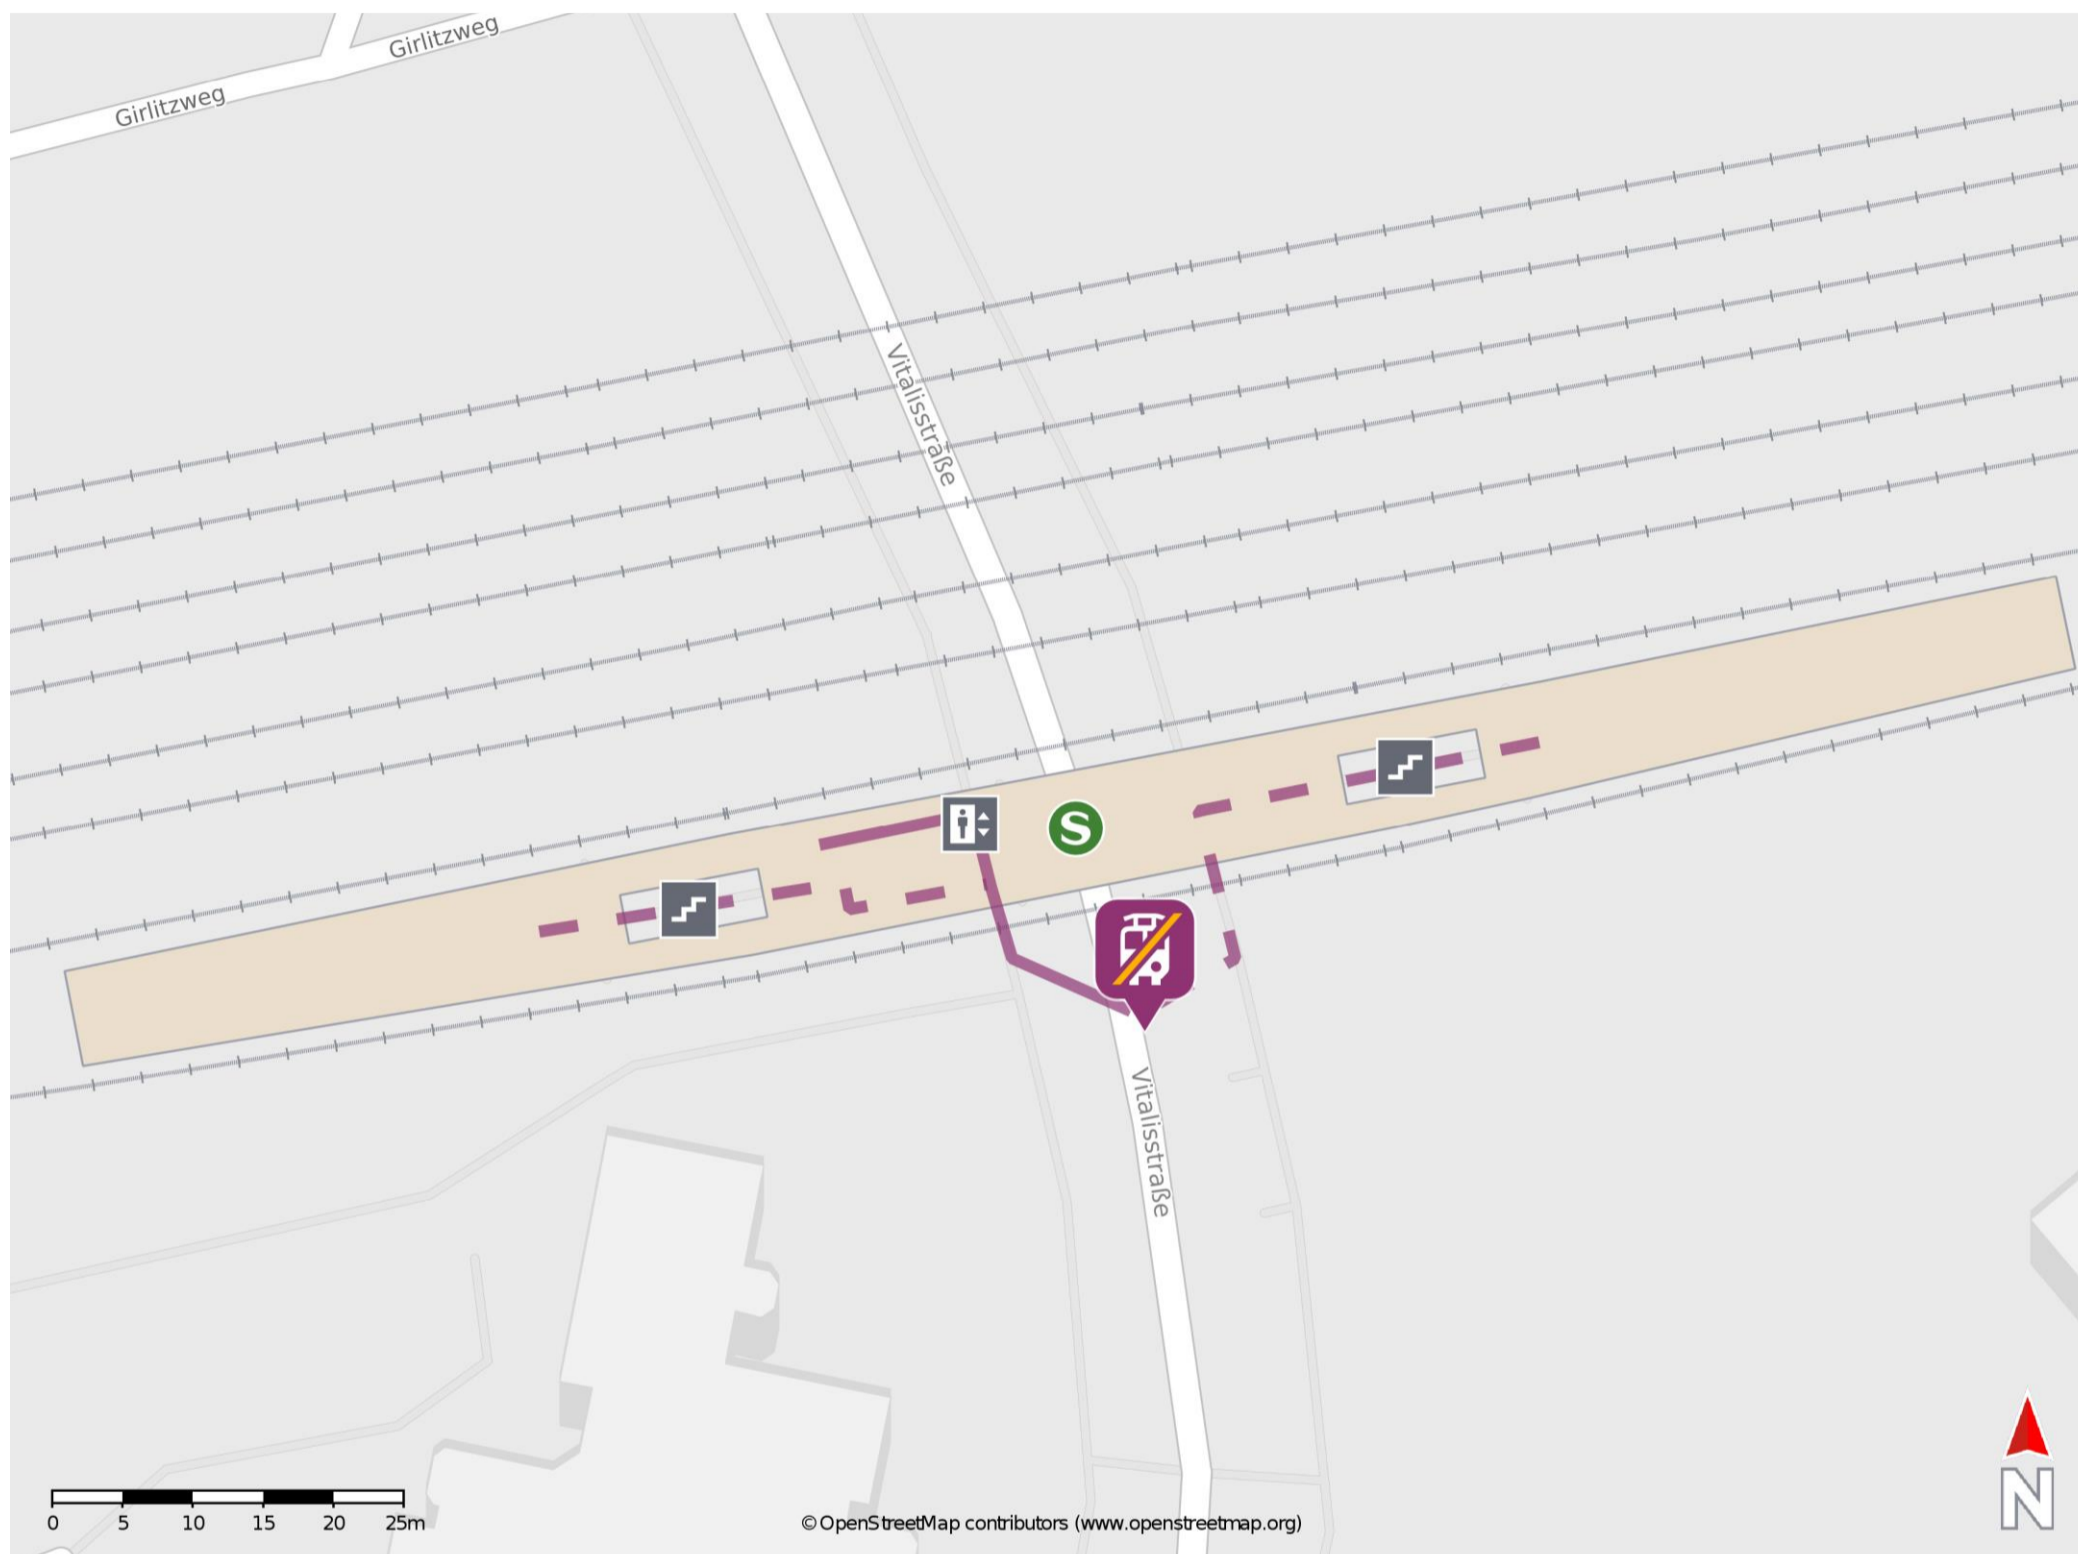 Girlitzweg
Girlitzweg
Vitalisstraße
S
Vitalisstraße
0 5 10 15 20 25m
© OpenStreetMap contributors (www.openstreetmap.org)
N